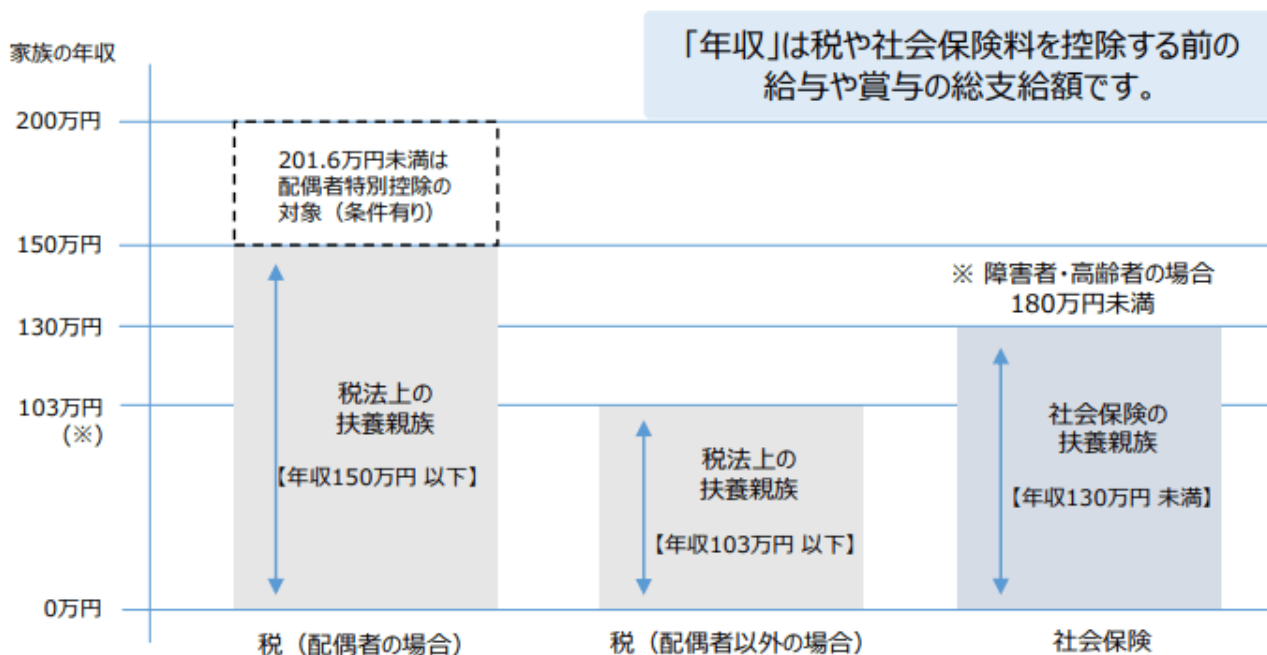 家族の年収
「年収」は税や社会保険料を控除する前の
給与や賞与の総支給額です。
200万円
201.6万円未満は
配偶者特別控除の
対象（条件有り）
150万円
※ 障害者・高齢者の場合
180万円未満
130万円
103万円
（※）
税法上の
扶養親族
【年収150万円 以下】
税法上の
扶養親族
【年収103万円 以下】
社会保険の
扶養親族
【年収130万円 未満】
0万円
税（配偶者の場合）
税（配偶者以外の場合）
社会保険